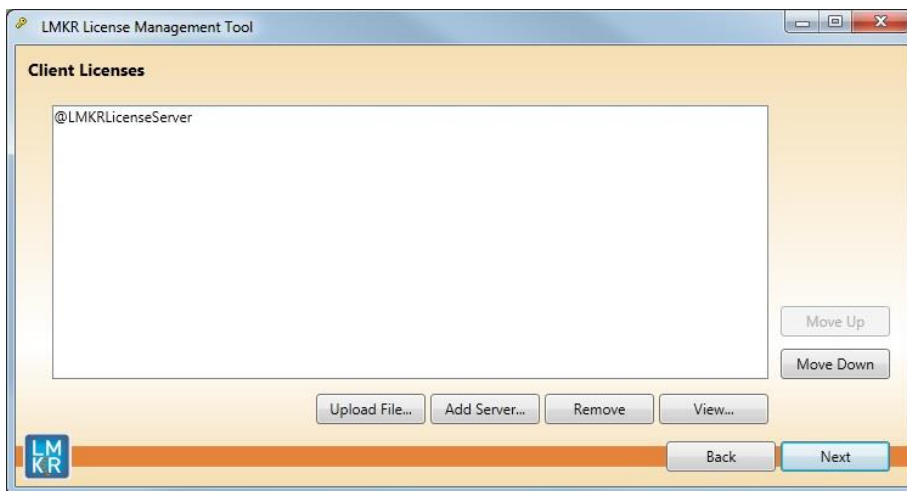 LMKR License Management Tool
Client Licenses
@LMKRLicenseServer
Move Up
Move Down
Upload File...
Add Server...
Remove
View...
LM
KR
Back
Next